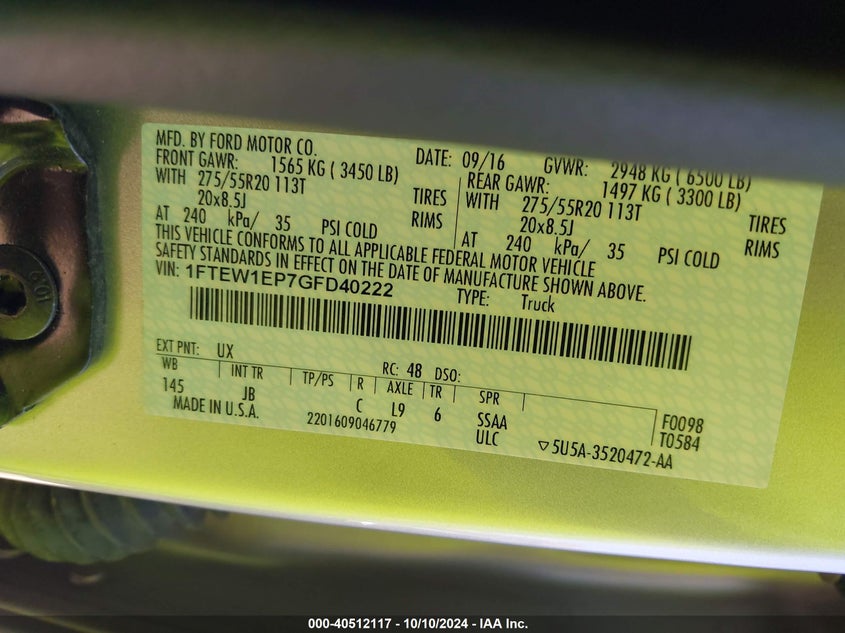 MFD. BY FORD MOTOR CO. DATE: 09/16 GVWR: 2948 KG ( 6500 LB)
FRONT GAWR: 1565 KG ( 3450 LB) REAR GAWR: 1497 KG ( 3300 LB)
WITH 275/55R20 113T TIRES WITH 275/55R20 113T TIRES
20x8.5J RIMS 20x8.5J RIMS
AT 240 kPa/ 35 PSI COLD AT 240 kPa/ 35 PSI COLD
THIS VEHICLE CONFORMS TO ALL APPLICABLE FEDERAL MOTOR VEHICLE
SAFETY STANDARDS IN EFFECT ON THE DATE OF MANUFACTURE SHOWN ABOVE.
VIN: 1FTEW1EP7GFD40222 TYPE: Truck
EXT PNT: UX RC: 48 DSO:
WB INT TR TP/PS R AXLE TR SPR
145 JB C L9 6 SSAA F0098
MADE IN U.S.A. 2201609046779 ULC T0584
▽5U5A-3520472-AA
10.9
000-40512117 - 10/10/2024 - IAA Inc.